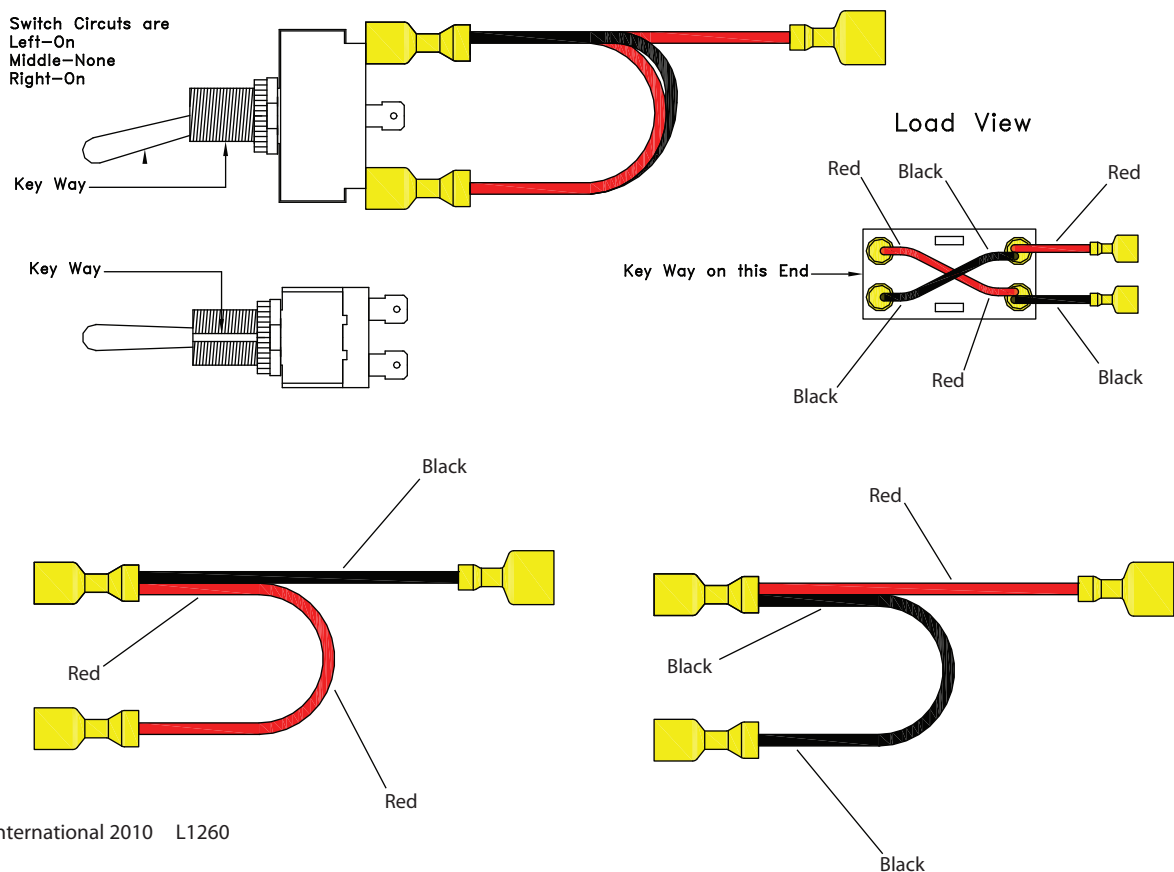 Switch Circuts are
Left-On
Middle-None
Right-On
Key Way
Load View
Red
Black
Red
Key Way on this End
Black
Red
Black
Key Way
Black
Red
Red
Red
Black
Black
nternational 2010 L1260